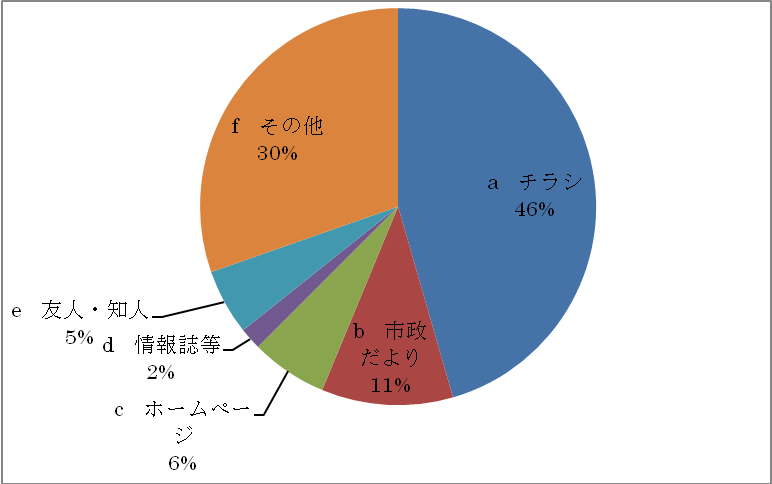 f　その他
30%
a　チラシ
46%
e　友人・知人
5%
d　情報誌等
2%
b　市政
だより
11%
c　ホームペー
ジ
6%